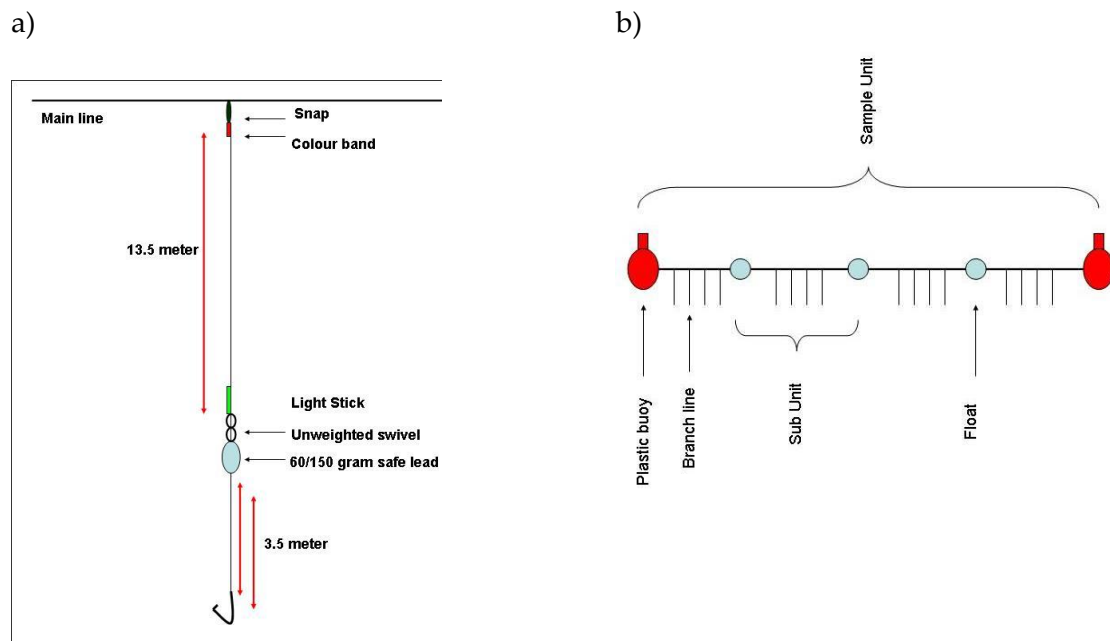 a)
b)
Main line
Snap
Colour band
13.5 meter
Light Stick
Unweighted swivel
60/150 gram safe lead
3.5 meter
Sample Unit
Plastic buoy
Branch line
Sub Unit
Float